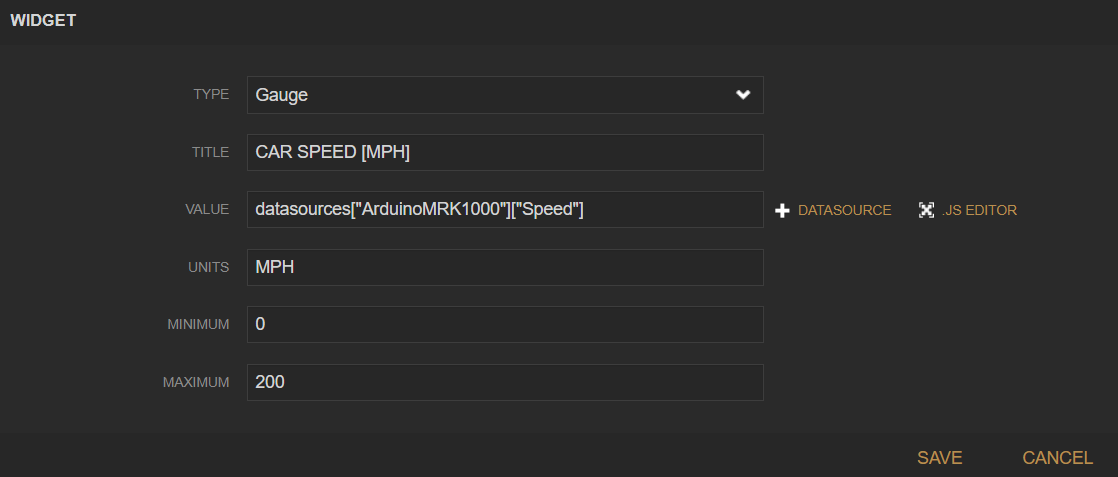 WIDGET
TYPE Gauge
TITLE CAR SPEED [MPH]
VALUE datasources["ArduinoMRK1000"]["Speed"] DATASOURCE .JS EDITOR
UNITS MPH
MINIMUM 0
MAXIMUM 200
SAVE CANCEL